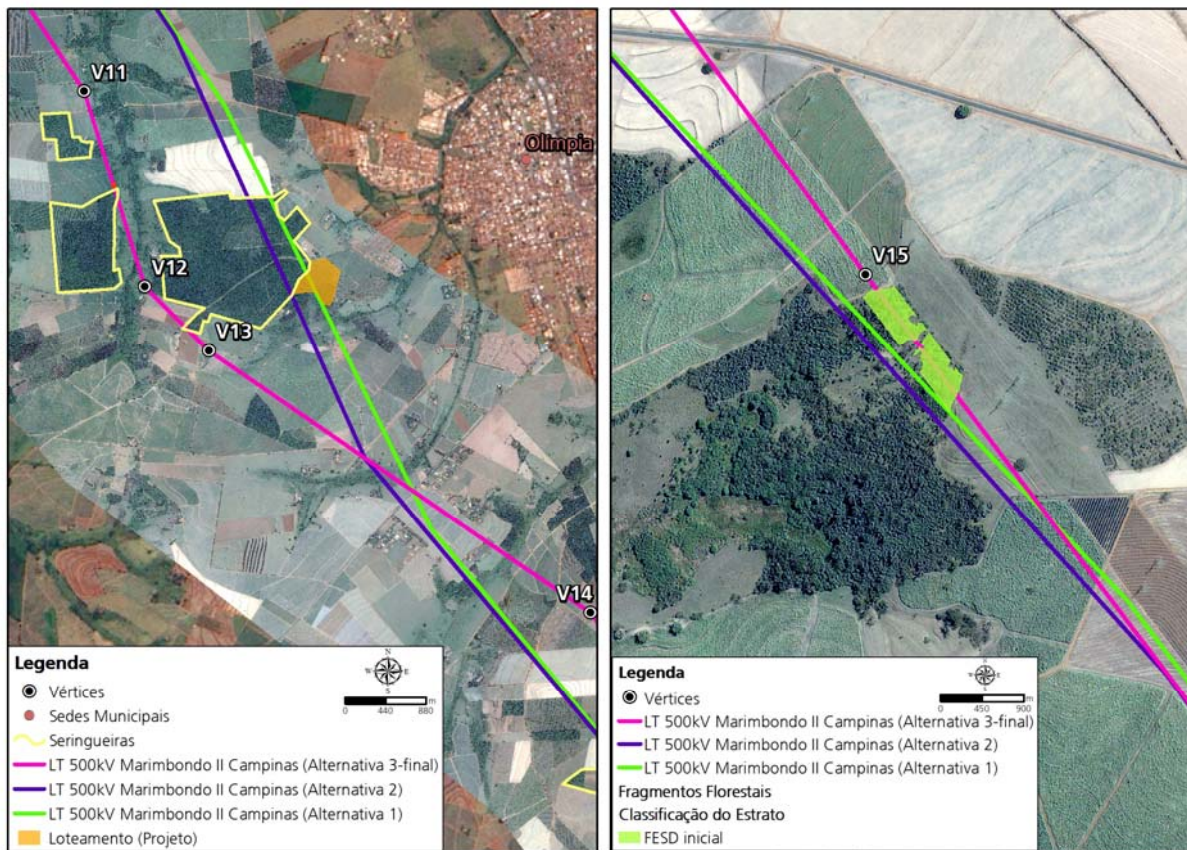 V11
Olímpia
V12
V13
V14
Legenda
N
W E
S
Vértices
0 440 880 m
Sedes Municipais
Seringueiras
LT 500kV Marimbondo II Campinas (Alternativa 3-final)
LT 500kV Marimbondo II Campinas (Alternativa 2)
LT 500kV Marimbondo II Campinas (Alternativa 1)
Loteamento (Projeto)
V15
Legenda
N
W E
S
Vértices
0 450 900 m
LT 500kV Marimbondo II Campinas (Alternativa 3-final)
LT 500kV Marimbondo II Campinas (Alternativa 2)
LT 500kV Marimbondo II Campinas (Alternativa 1)
Fragmentos Florestais
Classificação do Estrato
FESD inicial